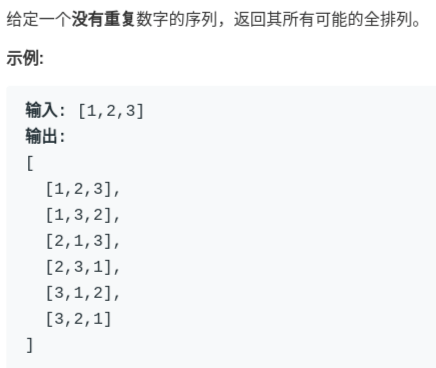 给定一个没有重复数字的序列，返回其所有可能的全排列。
示例:
输入: [1,2,3]
输出:
[
  [1,2,3],
  [1,3,2],
  [2,1,3],
  [2,3,1],
  [3,1,2],
  [3,2,1]
]